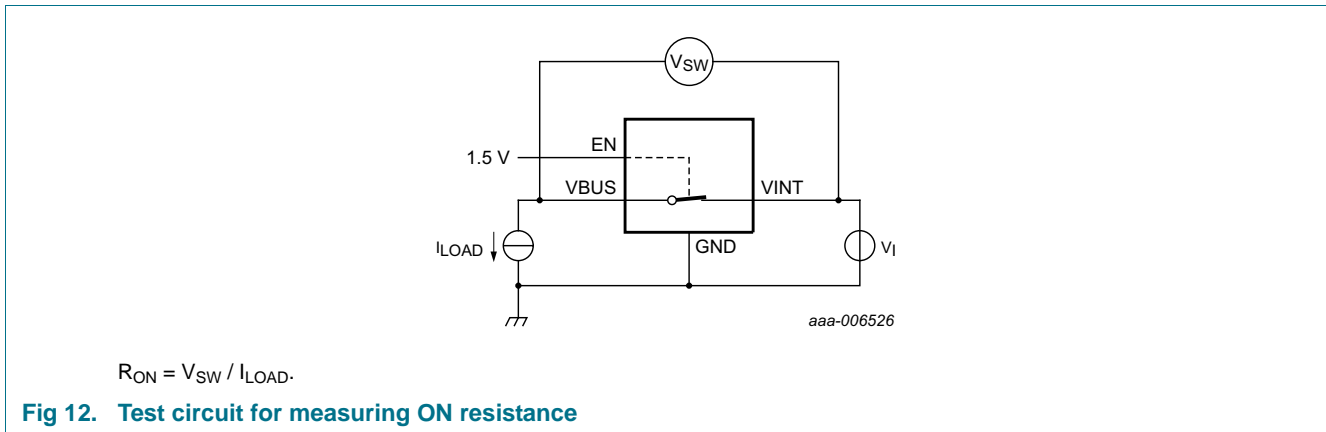 VSW
EN
1.5 V
VBUS
VINT
ILOAD
GND
VI
aaa-006526
RON = VSW / ILOAD.
Fig 12. Test circuit for measuring ON resistance